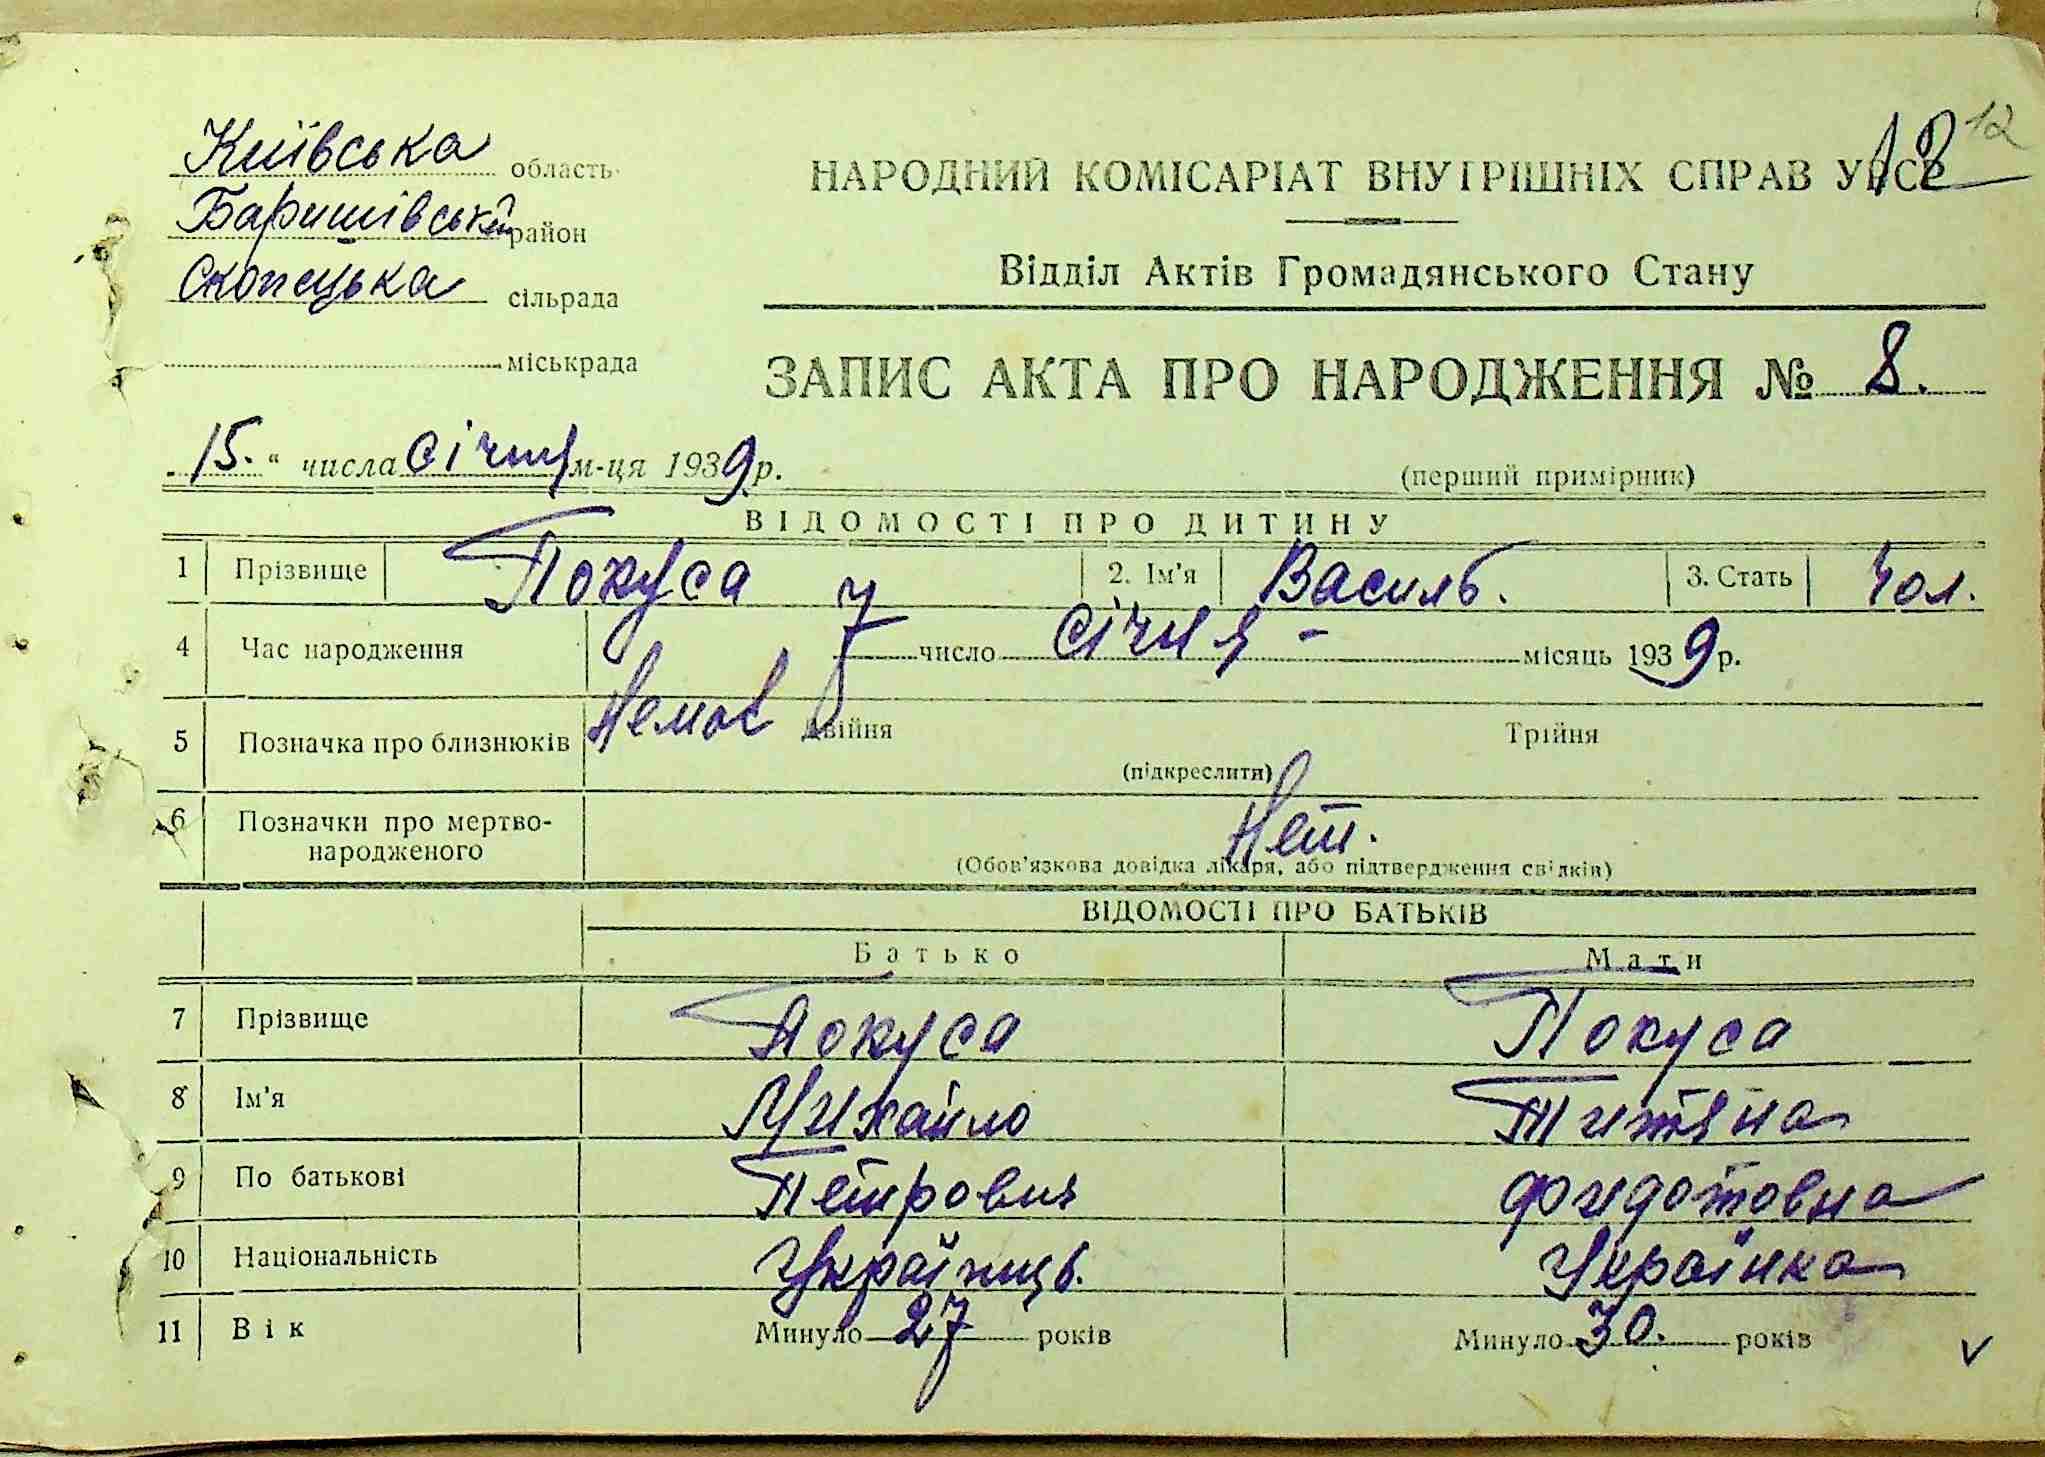 12
18
Київська область
Баришівський район
Скопецька сільрада
міськрада
НАРОДНИЙ КОМІСАРІАТ ВНУТРІШНІХ СПРАВ УРСР
Відділ Актів Громадянського Стану
ЗАПИС АКТА ПРО НАРОДЖЕННЯ № 8.
„15." числа січня м-ця 1939 р.
(перший примірник)
ВІДОМОСТІ ПРО ДИТИНУ
1 Прізвище Покуса 2. Ім'я Василь. 3. Стать Чол.
4 Час народження 7 число Січня - місяць 1939 р.
5 Позначка про близнюків Немає Двійня Трійня
(підкреслити)
6 Позначки про мертво-
народженого Нет.
(Обов'язкова довідка лікаря, або підтвердження свідків)
ВІДОМОСТІ ПРО БАТЬКІВ
Батько Мати
7 Прізвище Покуса Покуса
8 Ім'я Михайло Титяна
9 По батькові Петрович Фидотовна
10 Національність Українець. Українка
11 Вік Минуло 27 років Минуло 30. років